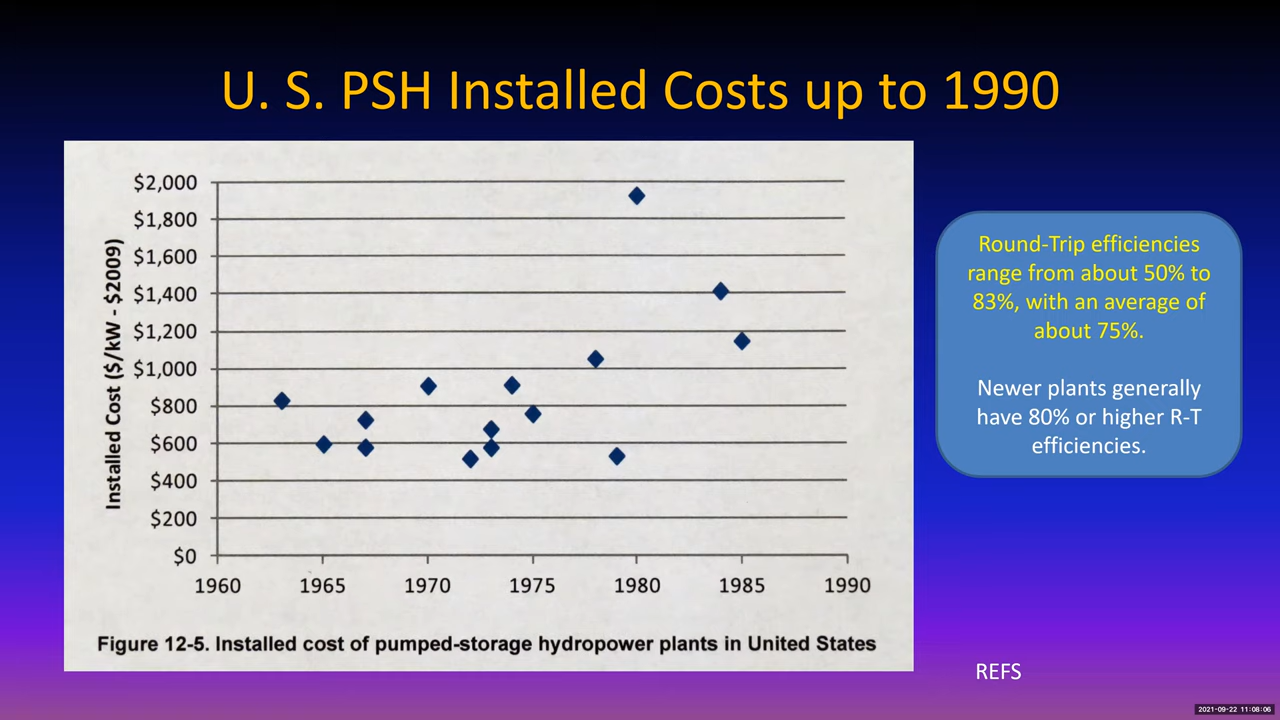 U. S. PSH Installed Costs up to 1990
Installed Cost ($/kW - $2009)
$2,000
$1,800
$1,600
$1,400
$1,200
$1,000
$800
$600
$400
$200
$0
1960 1965 1970 1975 1980 1985 1990
Figure 12-5. Installed cost of pumped-storage hydropower plants in United States
Round-Trip efficiencies
range from about 50% to
83%, with an average of
about 75%.
Newer plants generally
have 80% or higher R-T
efficiencies.
REFS
2021-09-22 11:08:06